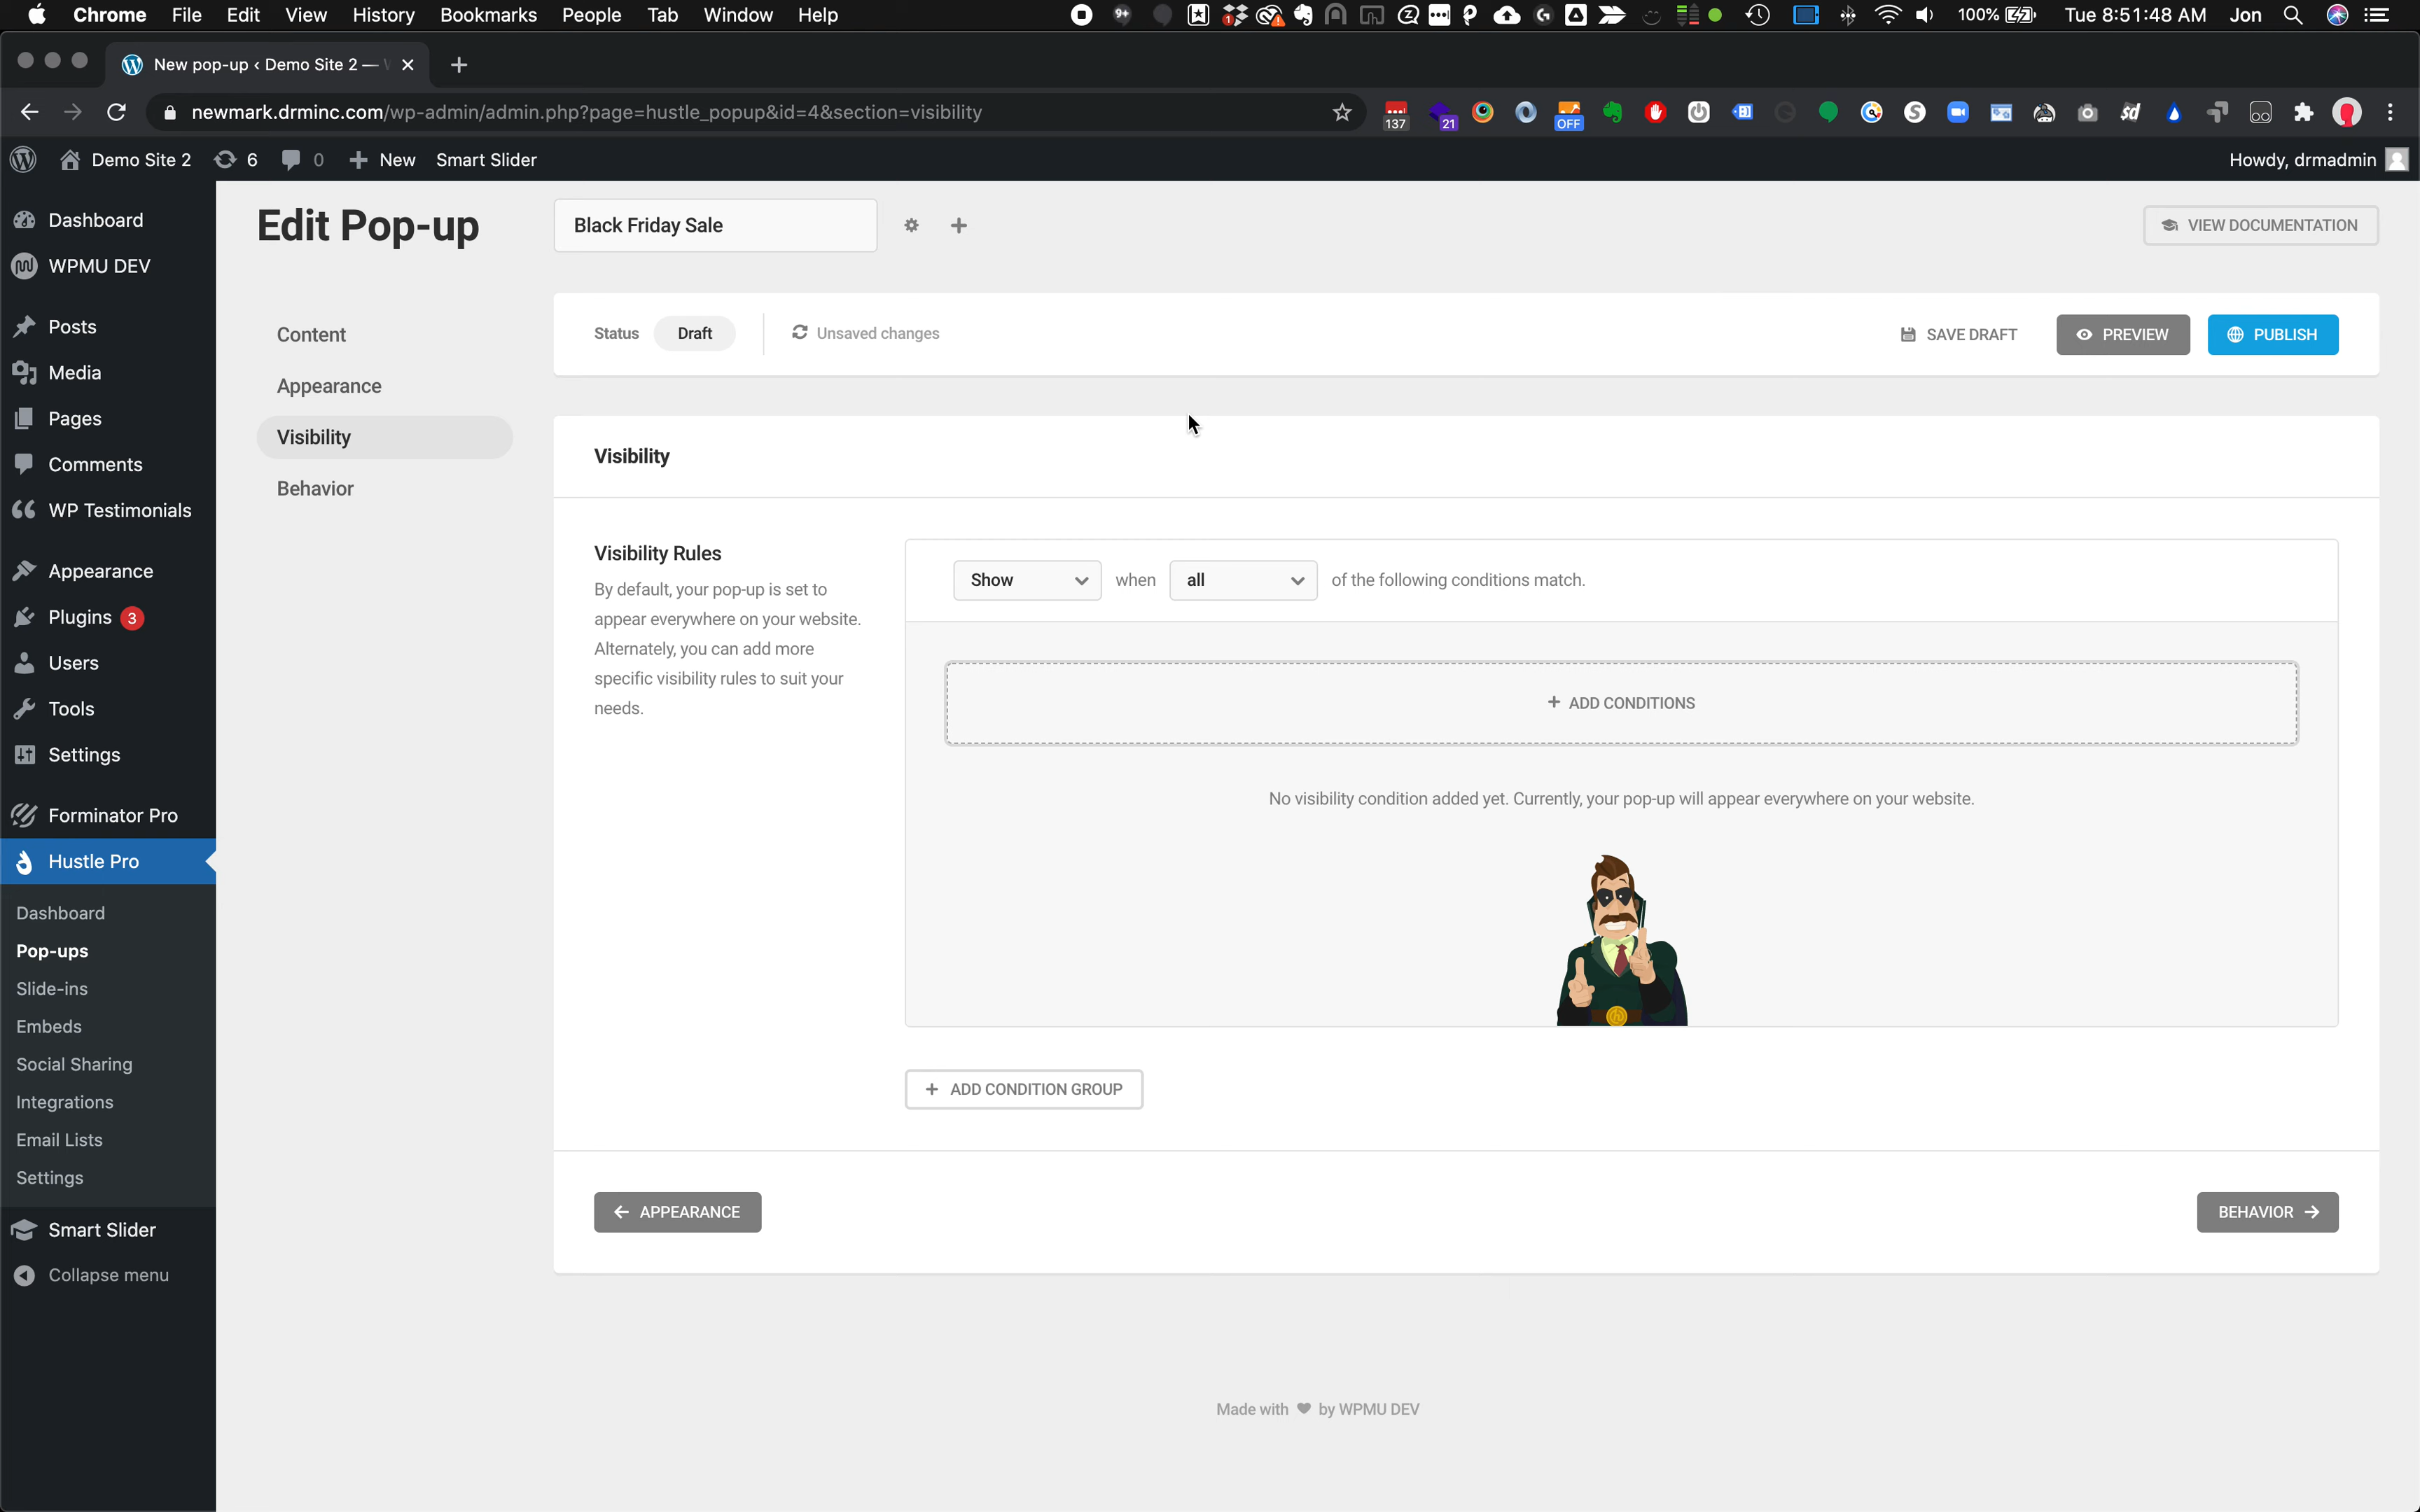 Chrome File Edit View History Bookmarks People Tab Window Help
9+ 1 100% Tue 8:51:48 AM Jon
New pop-up ‹ Demo Site 2 —
newmark.drminc.com/wp-admin/admin.php?page=hustle_popup&id=4&section=visibility
137 21 OFF
Demo Site 2 6 0 New Smart Slider Howdy, drmadmin
Dashboard
WPMU DEV
Posts
Media
Pages
Comments
WP Testimonials
Appearance
Plugins 3
Users
Tools
Settings
Forminator Pro
Hustle Pro
Dashboard
Pop-ups
Slide-ins
Embeds
Social Sharing
Integrations
Email Lists
Settings
Smart Slider
Collapse menu
Edit Pop-up
Black Friday Sale
VIEW DOCUMENTATION
Content
Appearance
Visibility
Behavior
Status Draft Unsaved changes SAVE DRAFT PREVIEW PUBLISH
Visibility
Visibility Rules
By default, your pop-up is set to
appear everywhere on your website.
Alternately, you can add more
specific visibility rules to suit your
needs.
Show when all of the following conditions match.
+ ADD CONDITIONS
No visibility condition added yet. Currently, your pop-up will appear everywhere on your website.
+ ADD CONDITION GROUP
← APPEARANCE
BEHAVIOR →
Made with ♥ by WPMU DEV